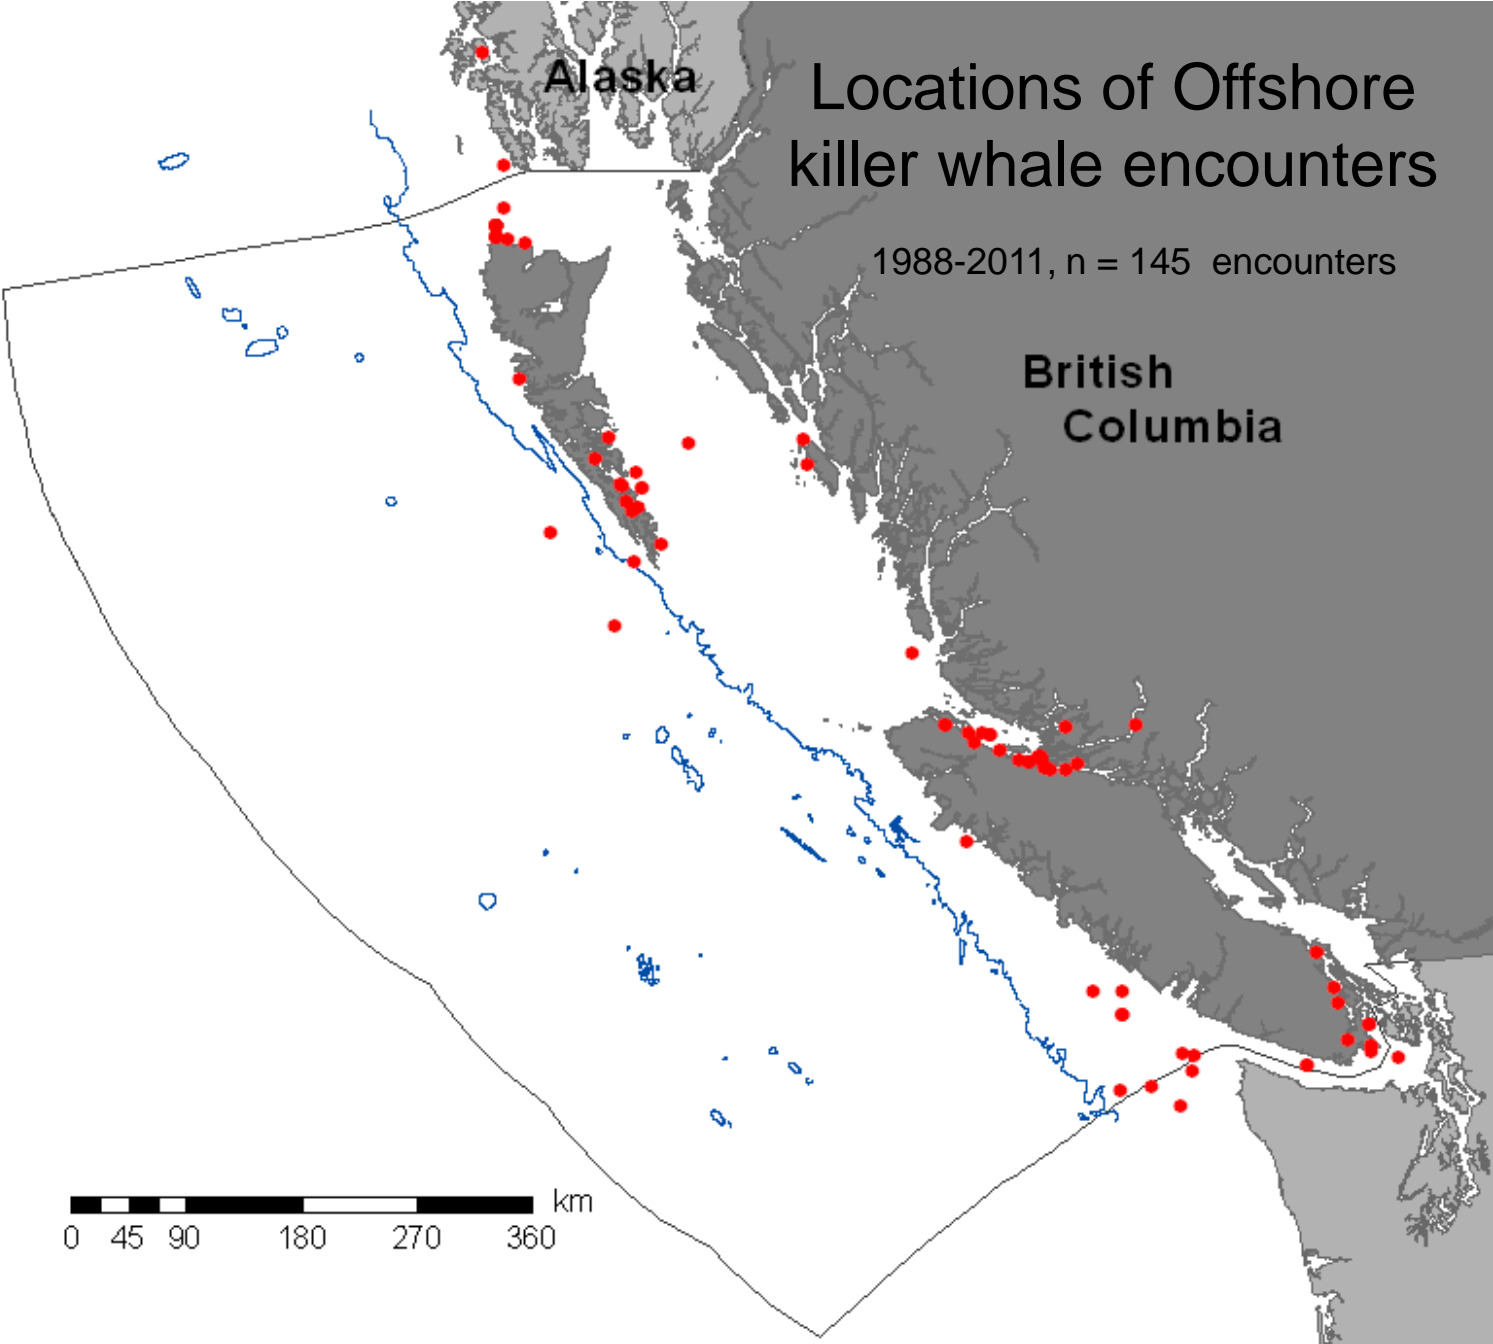 Alaska
Locations of Offshore
killer whale encounters
1988-2011, n = 145 encounters
British
Columbia
km
0 45 90 180 270 360